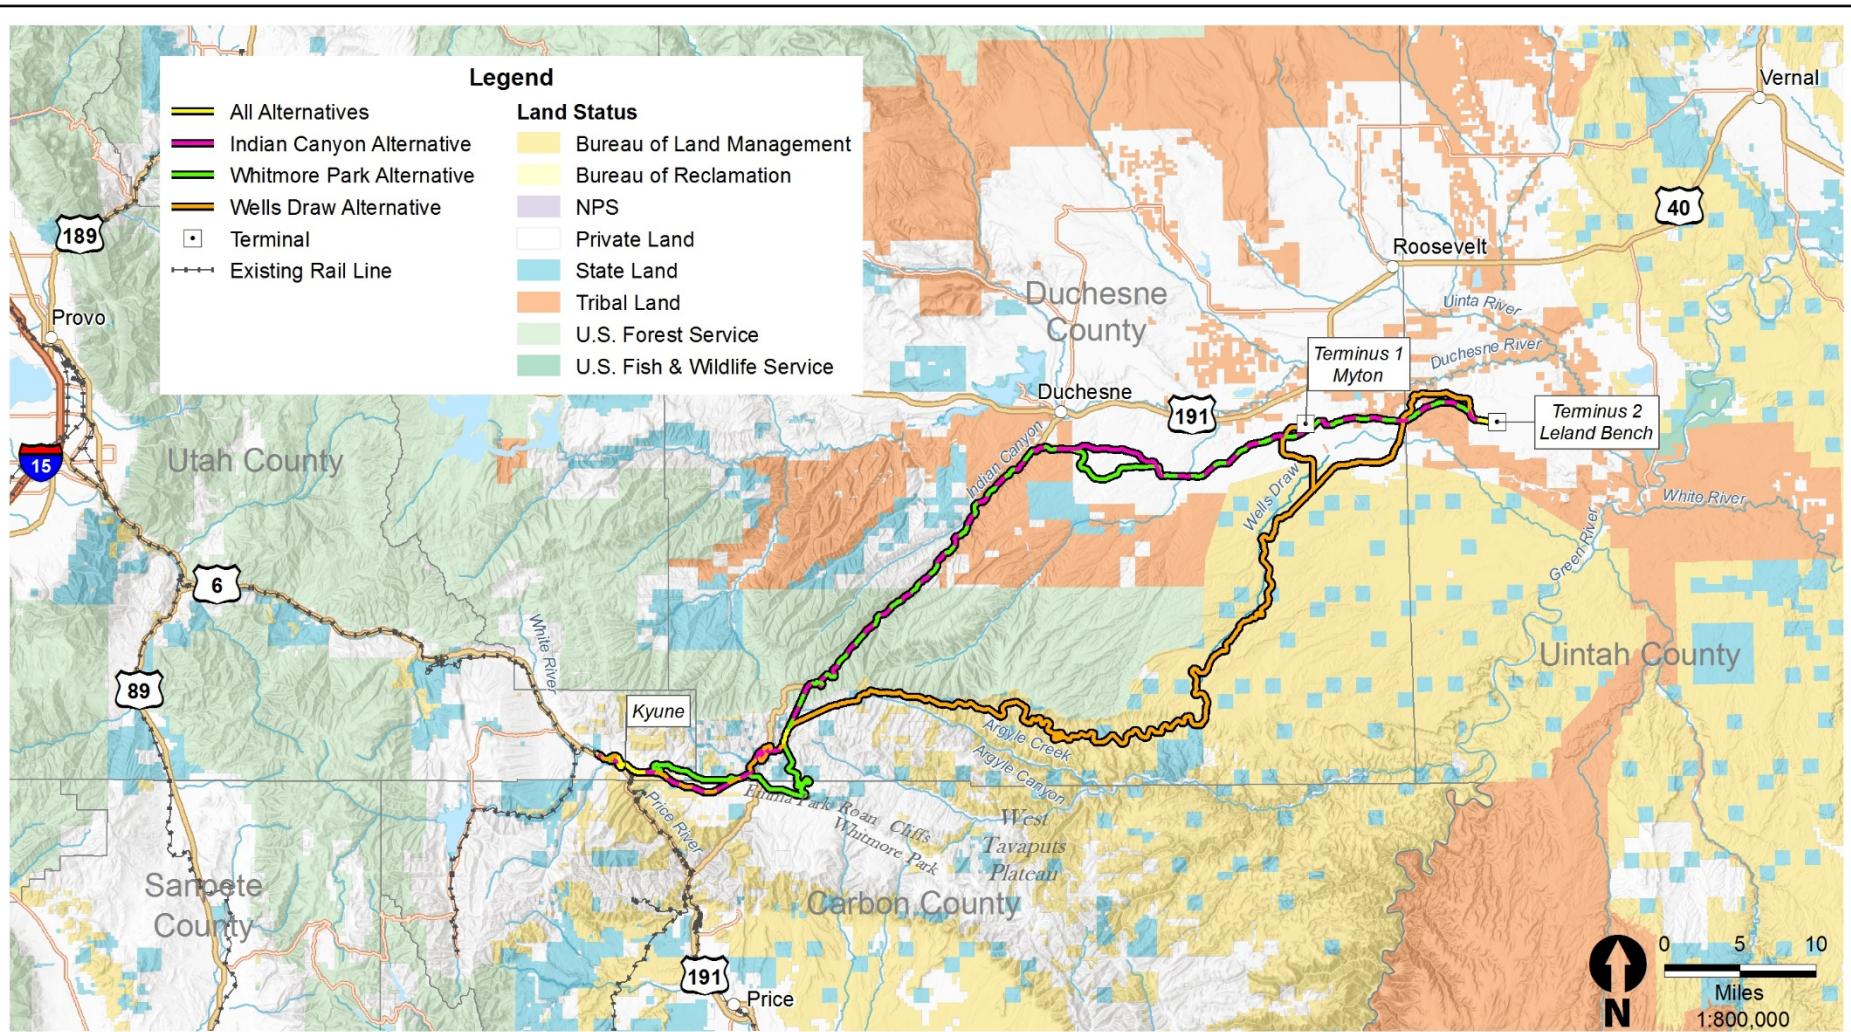 Legend
All Alternatives
Indian Canyon Alternative
Whitmore Park Alternative
Wells Draw Alternative
Terminal
Existing Rail Line
Land Status
Bureau of Land Management
Bureau of Reclamation
NPS
Private Land
State Land
Tribal Land
U.S. Forest Service
U.S. Fish & Wildlife Service
Vernal
189
40
Roosevelt
Duchesne
County
Uinta River
Provo
Duchesne River
Terminus 1
Myton
Duchesne
191
Terminus 2
Leland Bench
15
Utah County
Indian Canyon
Wells Draw
White River
Green River
6
White River
Uintah County
89
Kyune
Argyle Creek
Argyle Canyon
Price River
Emma Park
Roan Cliffs
Whitmore Park
West
Tavaputs
Plateau
Sanpete
County
Carbon County
191
Price
0 5 10
Miles
1:800,000
N